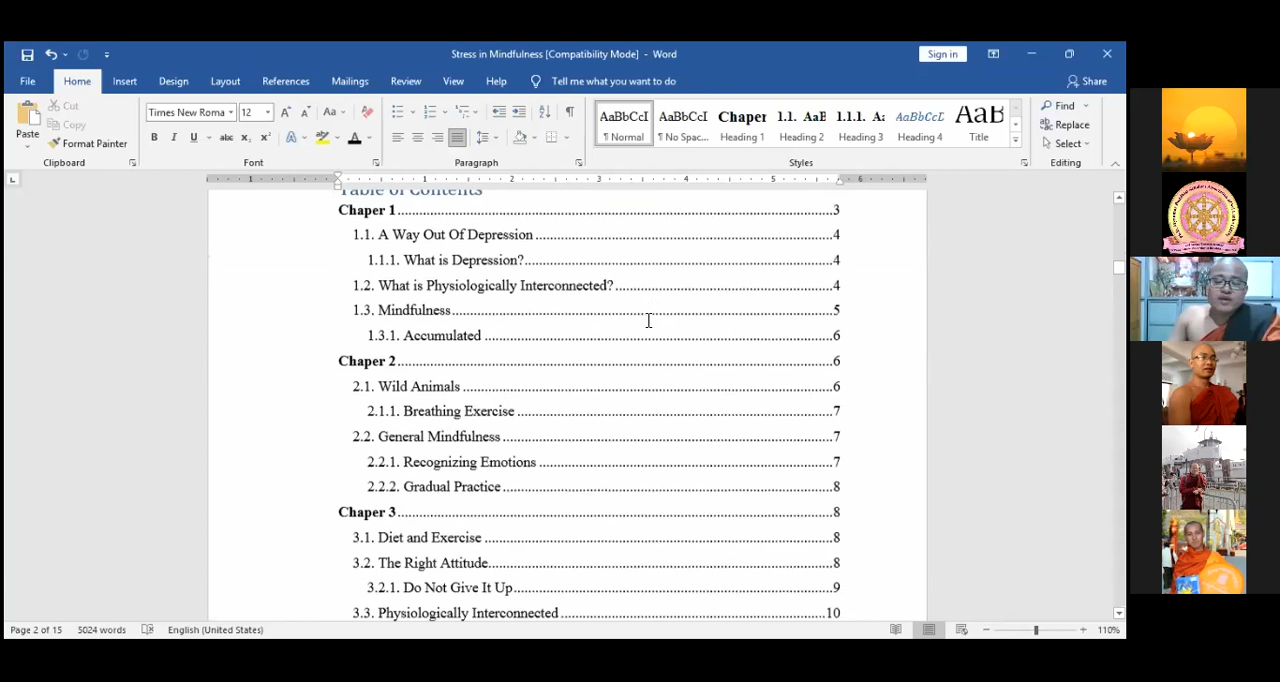 Stress in Mindfulness [Compatibility Mode] - Word
Sign in
File Home Insert Design Layout References Mailings Review View Help Tell me what you want to do Share
Paste
Cut
Copy
Format Painter
Clipboard
Times New Roma 12
Font
Paragraph
AaBbCcI AaBbCcI Chaper 1.1. AaB 1.1.1. A: AaBbCcL AaB
¶ Normal ¶ No Spac... Heading 1 Heading 2 Heading 3 Heading 4 Title
Styles
Find
Replace
Select
Editing
1 1 2 3 4 5 6
Table of Contents
Chaper 1 3
1.1. A Way Out Of Depression 4
1.1.1. What is Depression? 4
1.2. What is Physiologically Interconnected? 4
1.3. Mindfulness 5
1.3.1. Accumulated 6
Chaper 2 6
2.1. Wild Animals 6
2.1.1. Breathing Exercise 7
2.2. General Mindfulness 7
2.2.1. Recognizing Emotions 7
2.2.2. Gradual Practice 8
Chaper 3 8
3.1. Diet and Exercise 8
3.2. The Right Attitude 8
3.2.1. Do Not Give It Up 9
3.3. Physiologically Interconnected 10
Page 2 of 15 5024 words English (United States) 110%